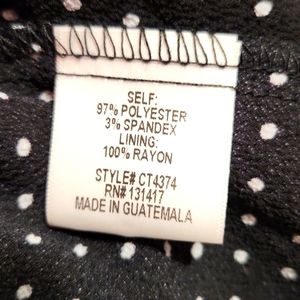 SELF:
97% POLYESTER
3% SPANDEX
LINING:
100% RAYON
STYLE# CT4374
RN# 131417
MADE IN GUATEMALA